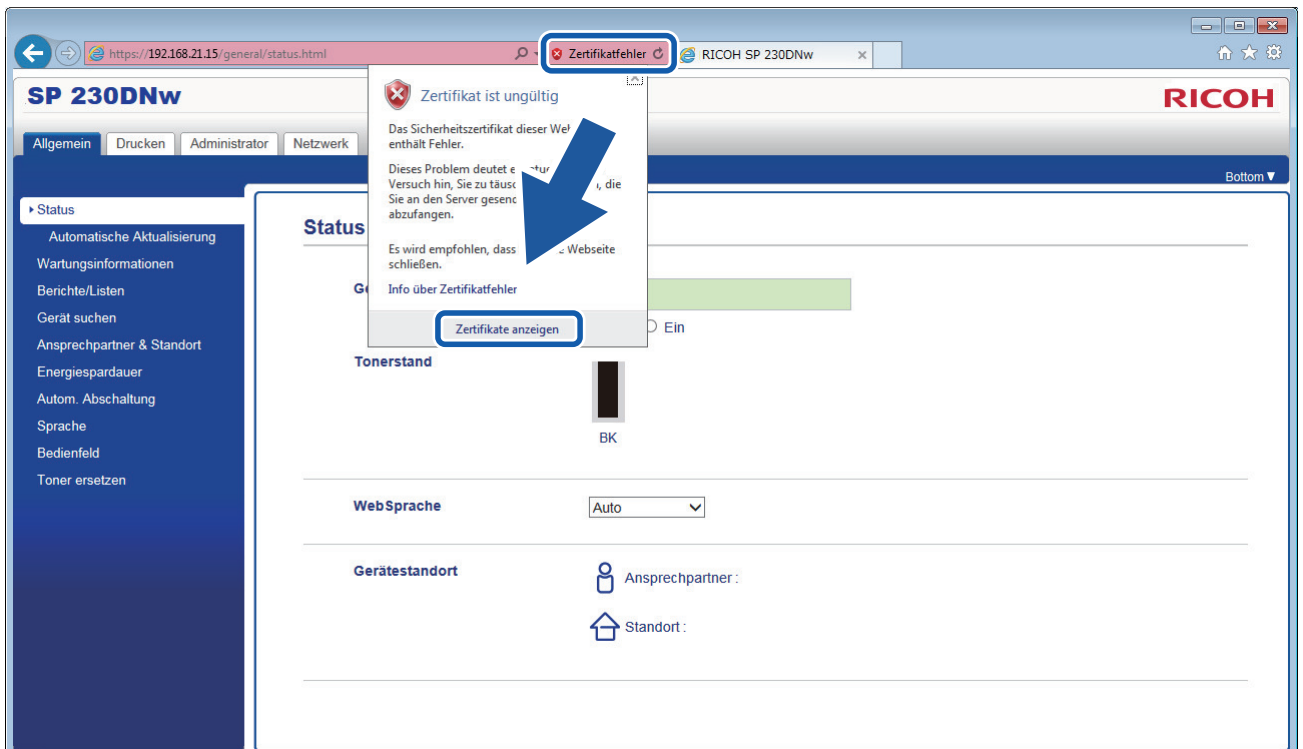 https://192.168.21.15/general/status.html
Zertifikatfehler
RICOH SP 230DNw
SP 230DNw
RICOH
Allgemein
Drucken
Administrator
Netzwerk
Bottom
Status
Automatische Aktualisierung
Wartungsinformationen
Berichte/Listen
Gerät suchen
Ansprechpartner & Standort
Energiespardauer
Autom. Abschaltung
Sprache
Bedienfeld
Toner ersetzen
Zertifikat ist ungültig
Das Sicherheitszertifikat dieser
enthält Fehler.
Dieses Problem deutet
Versuch hin, Sie zu , die
Sie an den Server
abzufangen.
Es wird empfohlen, dass Webseite
schließen.
Info über Zertifikatfehler
Zertifikate anzeigen
Status
Ein
Tonerstand
BK
WebSprache
Auto
Gerätestandort
Ansprechpartner :
Standort :